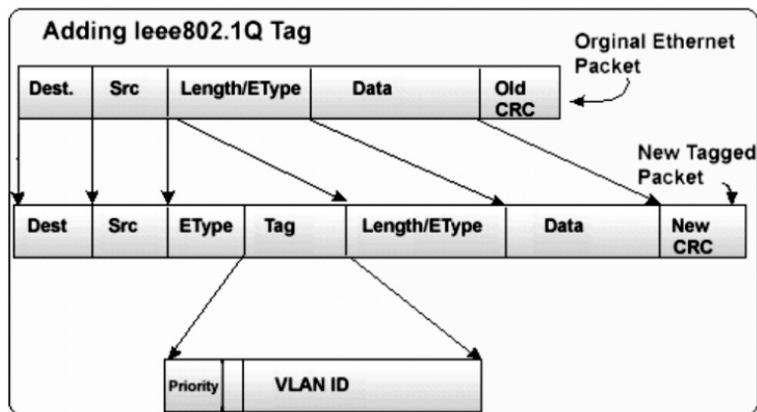 Adding Ieee802.1Q Tag
Orginal Ethernet
Packet
Dest. Src Length/EType Data Old
CRC
New Tagged
Packet
Dest Src EType Tag Length/EType Data New
CRC
Priority VLAN ID